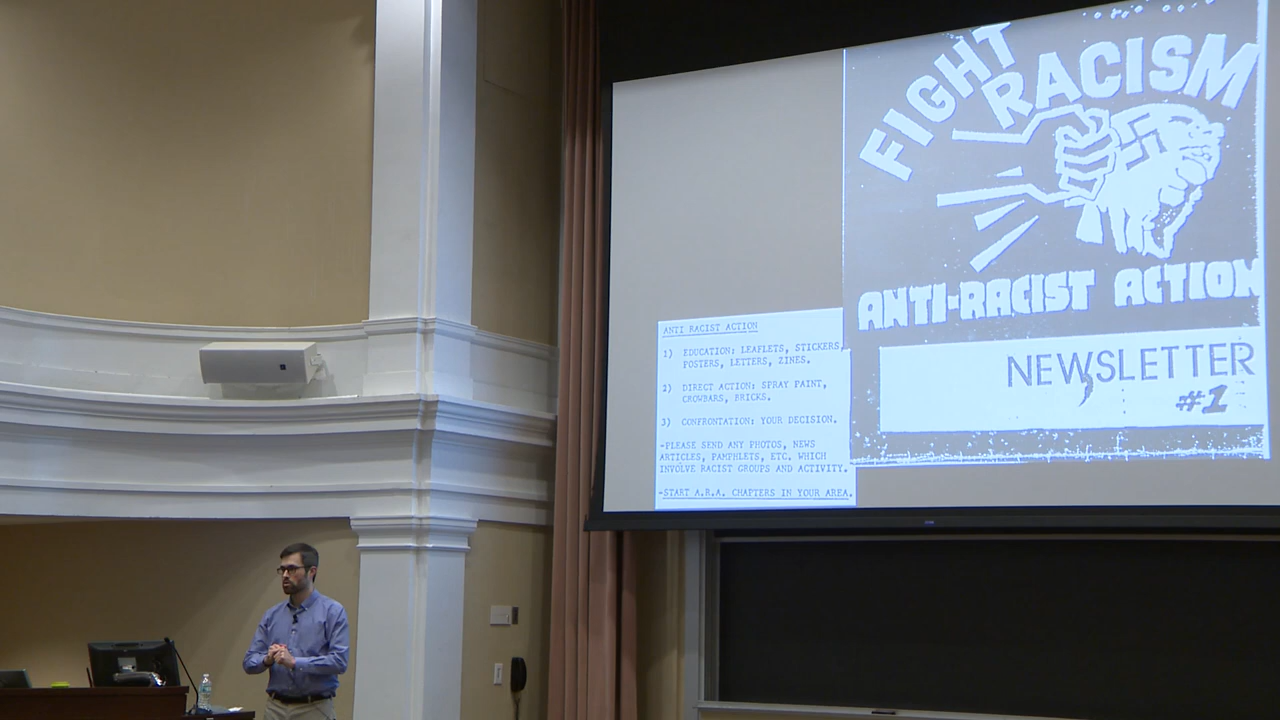 FIGHT
RACISM
ANTI-RACIST ACTION
NEWSLETTER
#1
ANTI RACIST ACTION
1) EDUCATION: LEAFLETS, STICKERS,
POSTERS, LETTERS, ZINES.
2) DIRECT ACTION: SPRAY PAINT,
CROWBARS, BRICKS.
3) CONFRONTATION: YOUR DECISION.
-PLEASE SEND ANY PHOTOS, NEWS
ARTICLES, PAMPHLETS, ETC. WHICH
INVOLVE RACIST GROUPS AND ACTIVITY.
-START A.R.A. CHAPTERS IN YOUR AREA.